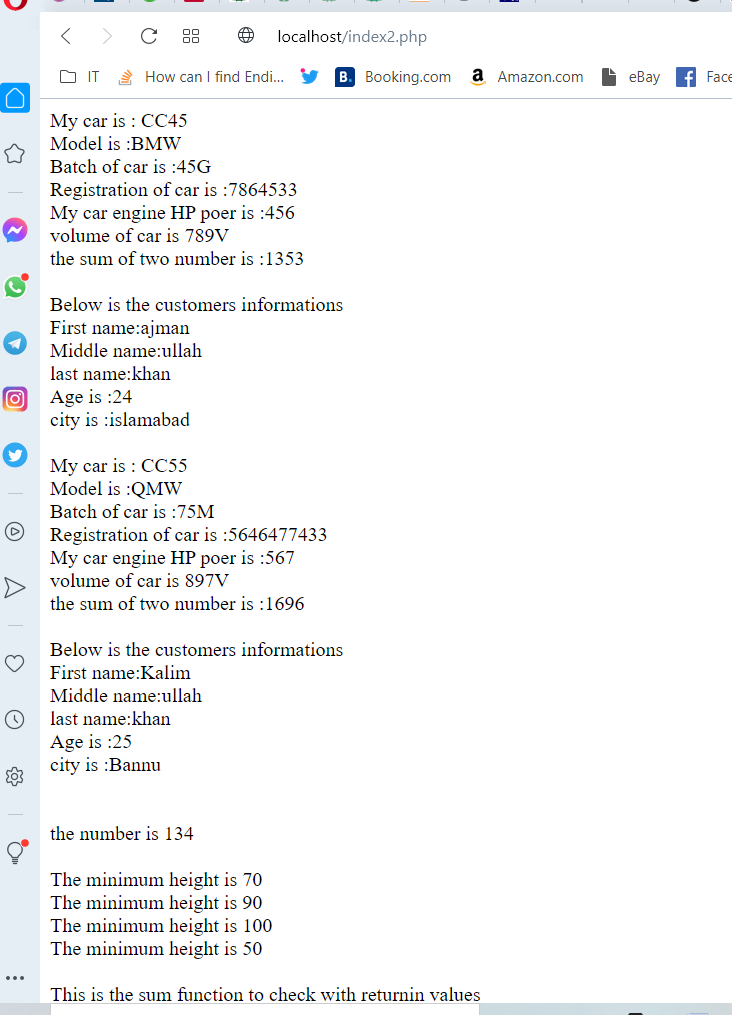 localhost/index2.php
IT How can I find Endi... B. Booking.com a Amazon.com eBay f Face
My car is : CC45
Model is :BMW
Batch of car is :45G
Registration of car is :7864533
My car engine HP poer is :456
volume of car is 789V
the sum of two number is :1353
Below is the customers informations
First name:ajman
Middle name:ullah
last name:khan
Age is :24
city is :islamabad
My car is : CC55
Model is :QMW
Batch of car is :75M
Registration of car is :5646477433
My car engine HP poer is :567
volume of car is 897V
the sum of two number is :1696
Below is the customers informations
First name:Kalim
Middle name:ullah
last name:khan
Age is :25
city is :Bannu
the number is 134
The minimum height is 70
The minimum height is 90
The minimum height is 100
The minimum height is 50
This is the sum function to check with returnin values